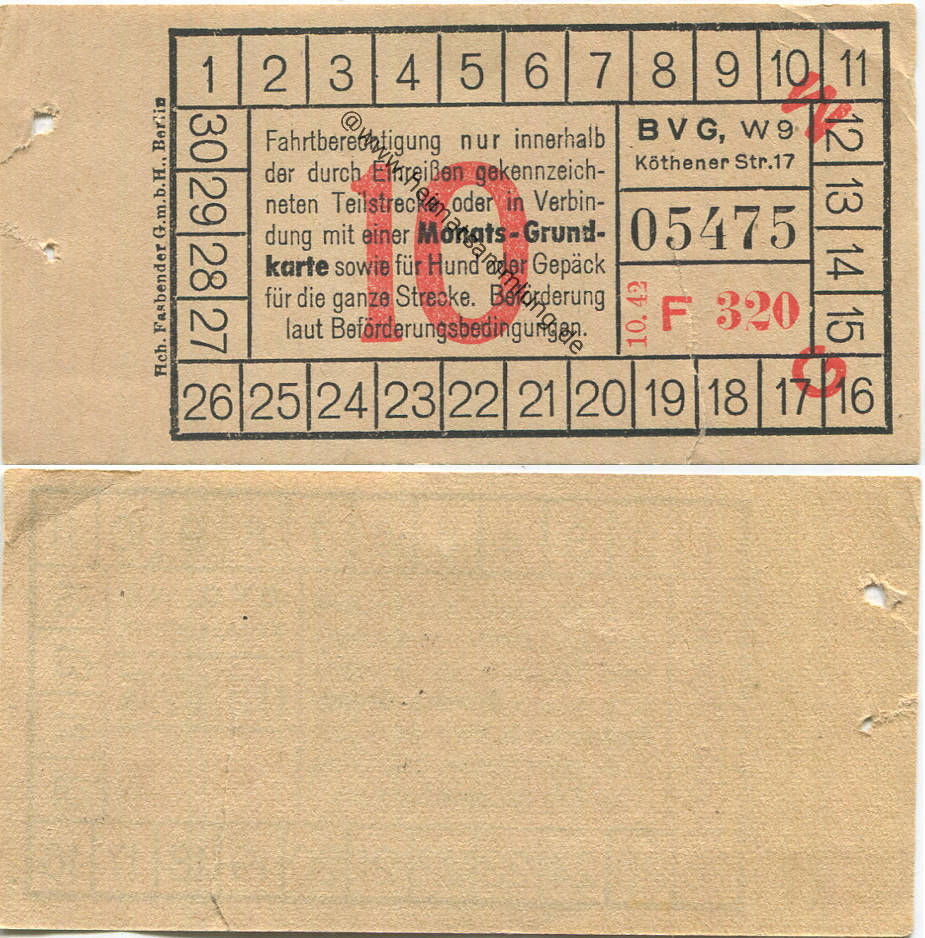 1 2 3 4 5 6 7 8 9 10 11
12
13
14
15
26 25 24 23 22 21 20 19 18 17 16
30
29
28
27
Hch. Fasbender G.m.b.H., Berlin
Fahrtberechtigung nur innerhalb
der durch Einreißen gekennzeich-
neten Teilstrecke oder in Verbin-
dung mit einer Monats-Grund-
karte sowie für Hund oder Gepäck
für die ganze Strecke. Beförderung
laut Beförderungsbedingungen.
10
BVG, W9
Köthener Str. 17
05475
10. 42 F 320
W
G
@www.heimatsammlung.de